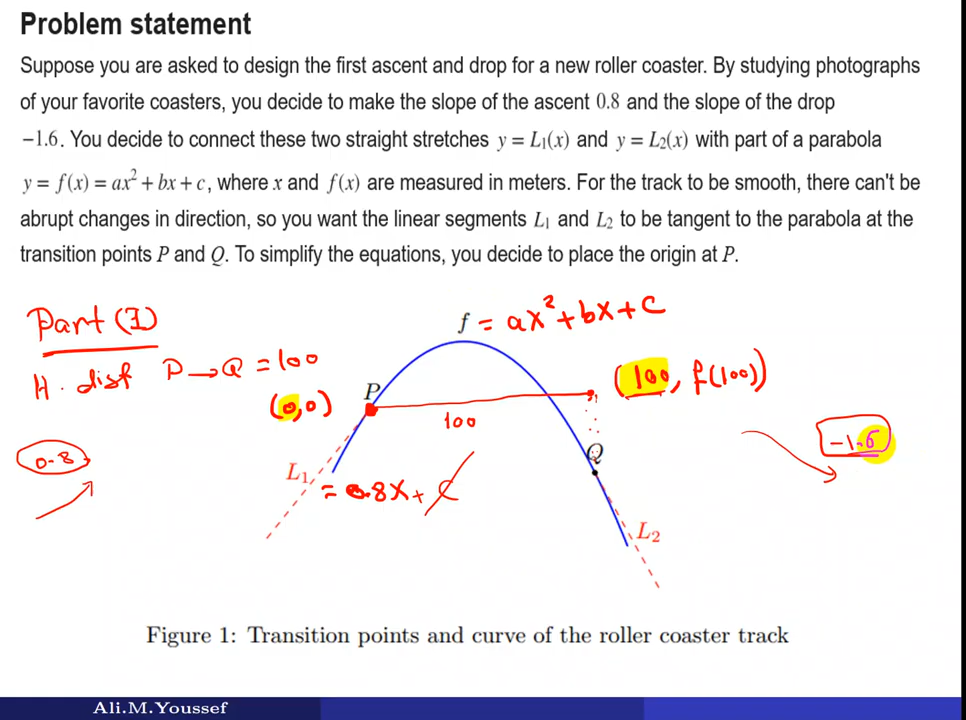 Problem statement
Suppose you are asked to design the first ascent and drop for a new roller coaster. By studying photographs
of your favorite coasters, you decide to make the slope of the ascent 0.8 and the slope of the drop
−1.6. You decide to connect these two straight stretches y = L₁(x) and y = L₂(x) with part of a parabola
y = f(x) = ax² + bx + c, where x and f(x) are measured in meters. For the track to be smooth, there can't be
abrupt changes in direction, so you want the linear segments L₁ and L₂ to be tangent to the parabola at the
transition points P and Q. To simplify the equations, you decide to place the origin at P.
Part (I)
f = ax² + bx + C
H. dist P → Q = 100
(100, f(100))
P
(0,0)
100
-1.6
0.8
Q
L₁ = 0.8X + C
L₂
Figure 1: Transition points and curve of the roller coaster track
Ali.M.Youssef